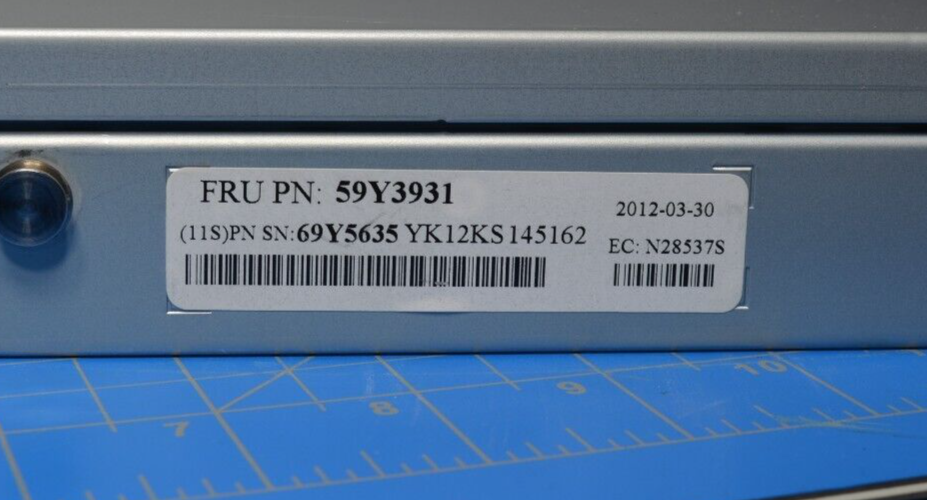 FRU PN: 59Y3931
2012-03-30
(11S)PN SN:69Y5635 YK12KS145162
EC: N28537S
7
8
9
10